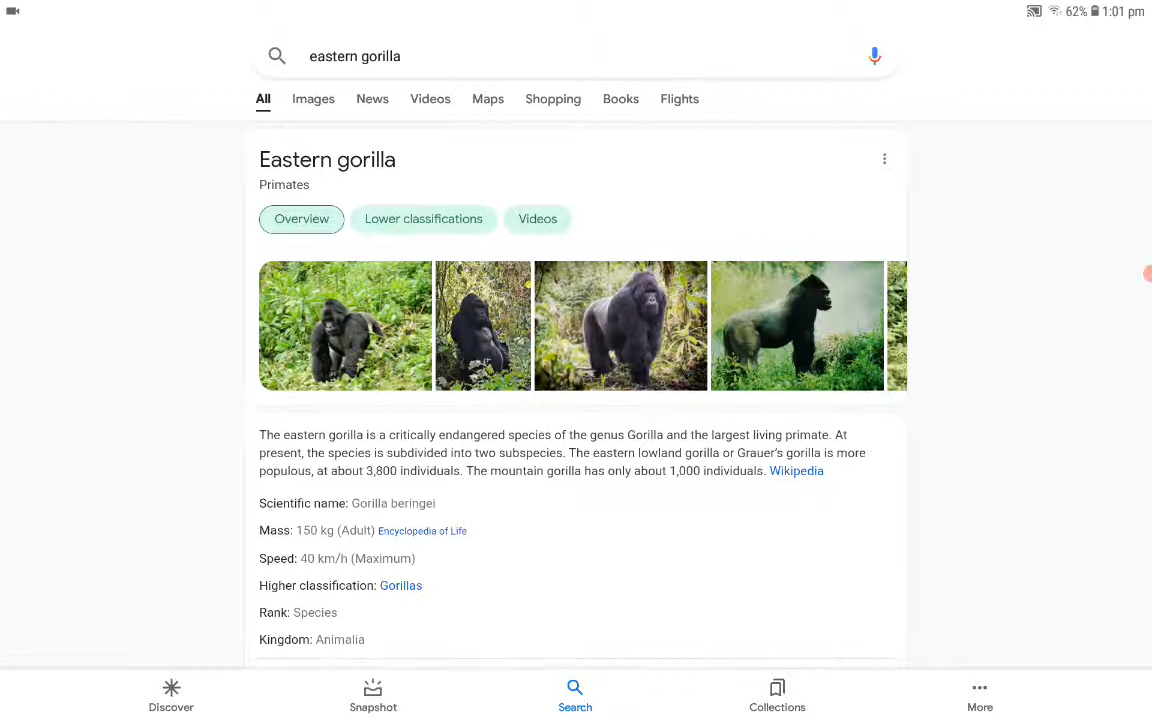 62% 1:01 pm
eastern gorilla
All Images News Videos Maps Shopping Books Flights
Eastern gorilla
Primates
Overview Lower classifications Videos
The eastern gorilla is a critically endangered species of the genus Gorilla and the largest living primate. At
present, the species is subdivided into two subspecies. The eastern lowland gorilla or Grauer's gorilla is more
populous, at about 3,800 individuals. The mountain gorilla has only about 1,000 individuals. Wikipedia
Scientific name: Gorilla beringei
Mass: 150 kg (Adult) Encyclopedia of Life
Speed: 40 km/h (Maximum)
Higher classification: Gorillas
Rank: Species
Kingdom: Animalia
Discover Snapshot Search Collections More